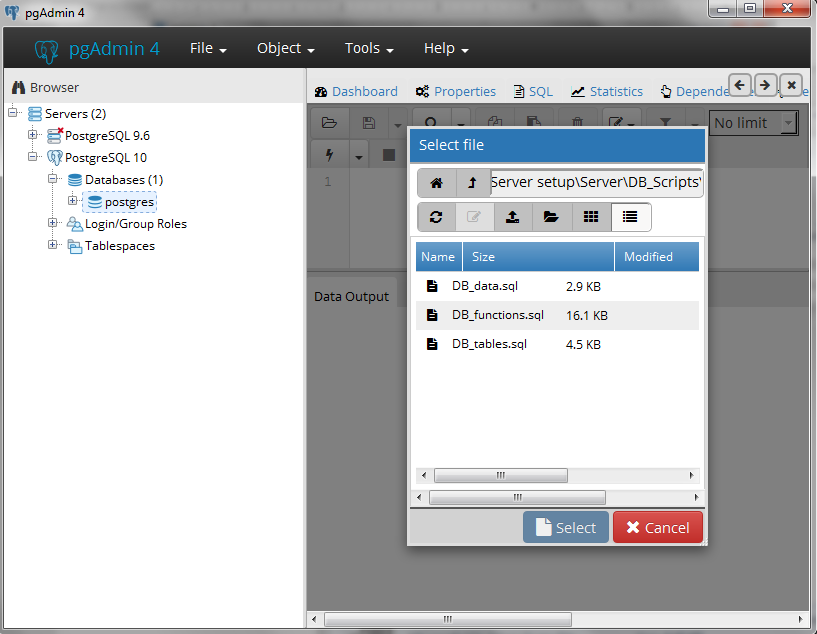 pgAdmin 4
pgAdmin 4 File Object Tools Help
Browser
Dashboard Properties SQL Statistics
Servers (2)
PostgreSQL 9.6
PostgreSQL 10
Databases (1)
postgres
Login/Group Roles
Tablespaces
No limit
1
Data Output
Select file
Server setup\Server\DB_Scripts\
Name Size Modified
DB_data.sql 2.9 KB
DB_functions.sql 16.1 KB
DB_tables.sql 4.5 KB
Select Cancel